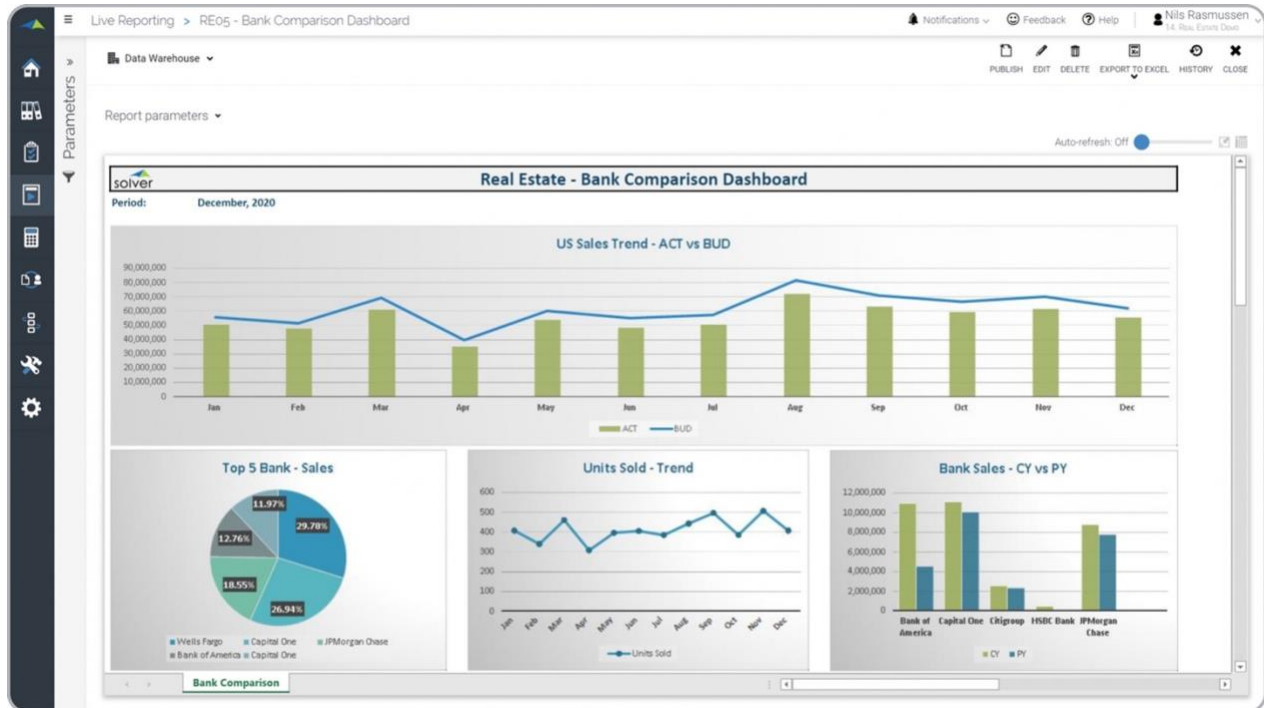 Live Reporting > RE05 - Bank Comparison Dashboard
Notifications Feedback Help Nils Rasmussen
14. Real Estate Demo
Data Warehouse
PUBLISH EDIT DELETE EXPORT TO EXCEL HISTORY CLOSE
Parameters
Report parameters
Auto-refresh: Off
solver Real Estate - Bank Comparison Dashboard
Period: December, 2020
US Sales Trend - ACT vs BUD
90,000,000
80,000,000
70,000,000
60,000,000
50,000,000
40,000,000
30,000,000
20,000,000
10,000,000
0
Jan Feb Mar Apr May Jun Jul Aug Sep Oct Nov Dec
ACT BUD
Top 5 Bank - Sales
11.97%
29.78%
12.76%
18.55%
26.94%
Wells Fargo Capital One JPMorgan Chase
Bank of America Capital One
Units Sold - Trend
600
500
400
300
200
100
0
Jan Feb Mar Apr May Jun Jul Aug Sep Oct Nov Dec
Units Sold
Bank Sales - CY vs PY
12,000,000
10,000,000
8,000,000
6,000,000
4,000,000
2,000,000
0
Bank of America Capital One Citigroup HSBC Bank JPMorgan Chase
CY PY
Bank Comparison